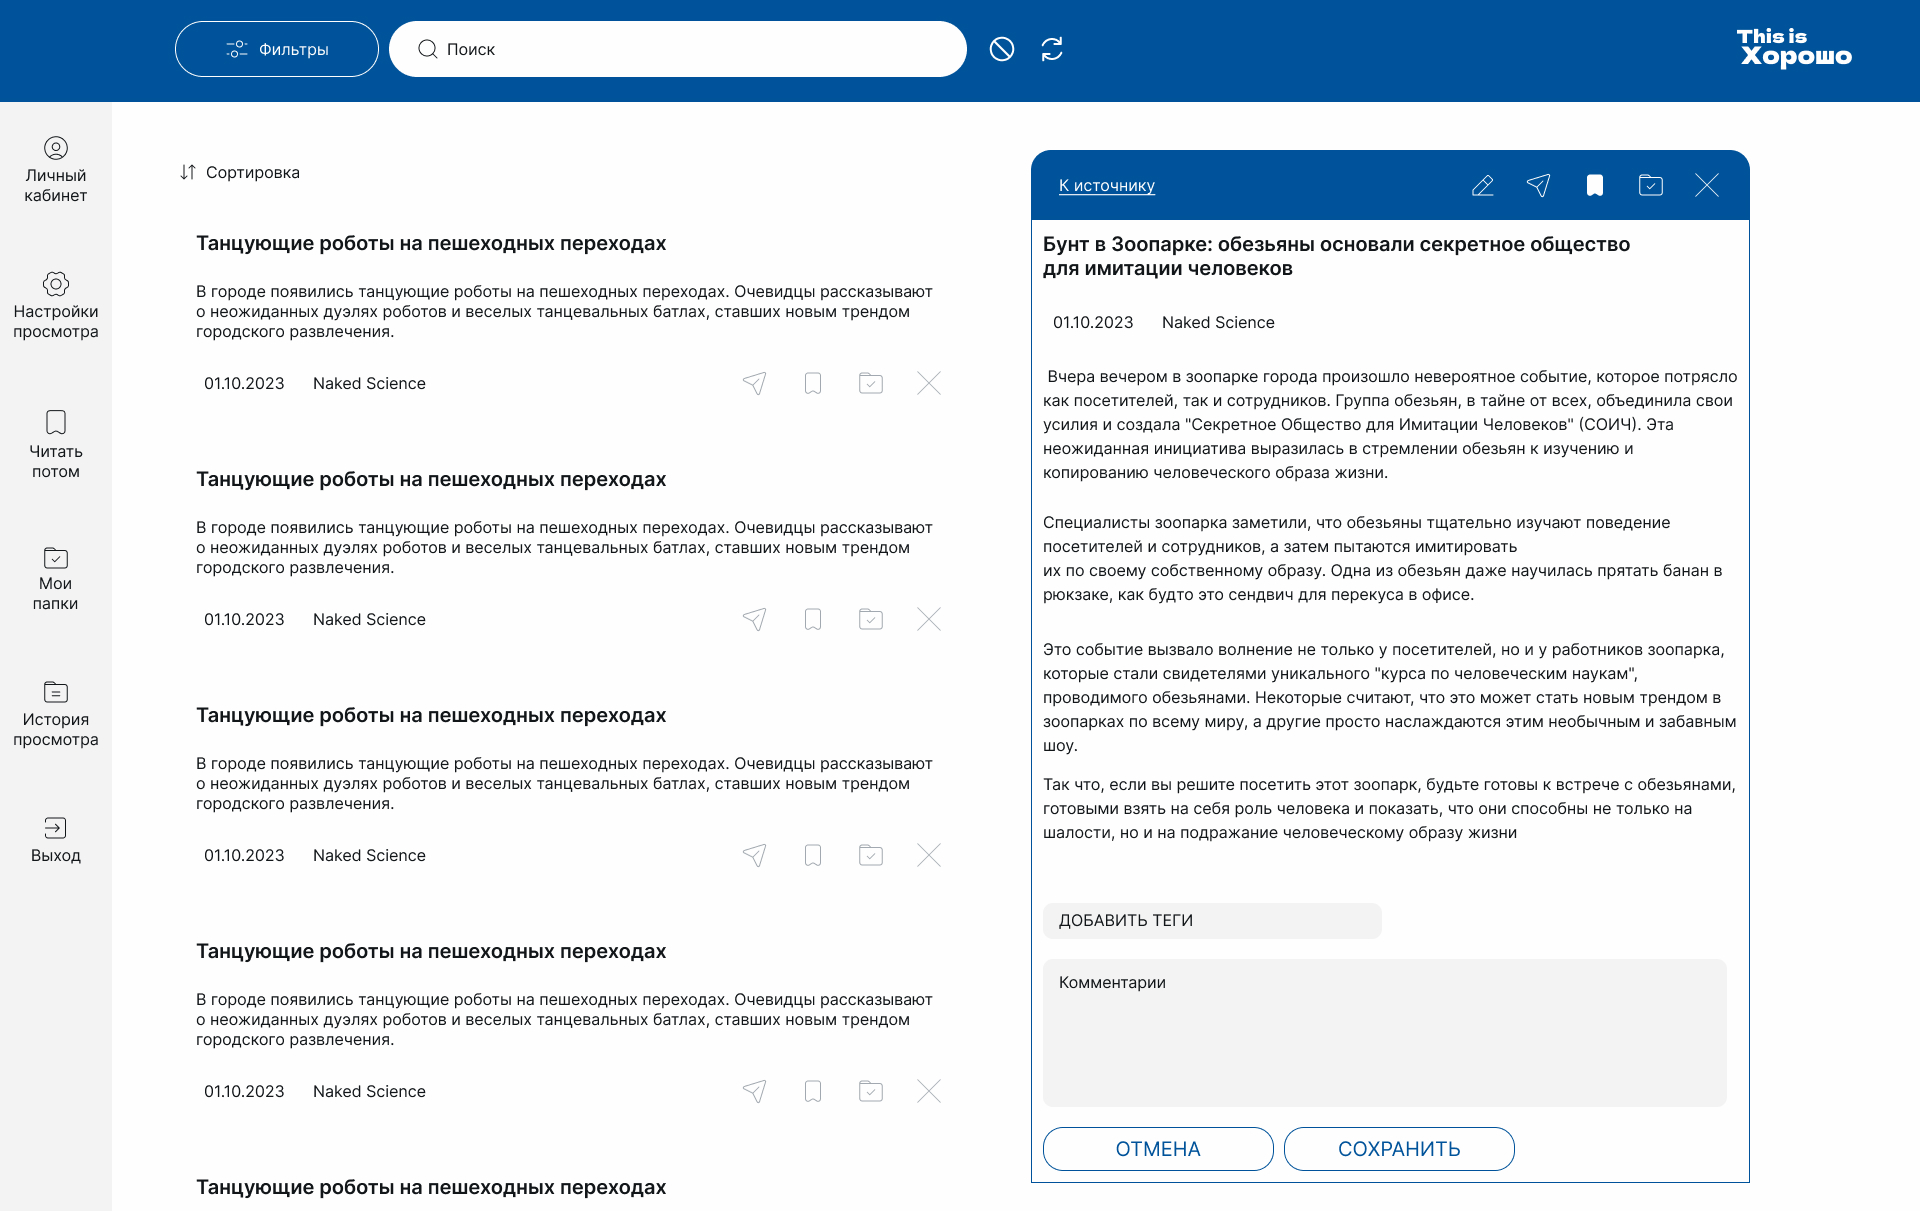 Фильтры
Поиск
This is
Хорошо
Личный
кабинет
Настройки
просмотра
Читать
потом
Мои
папки
История
просмотра
Выход
Сортировка
Танцующие роботы на пешеходных переходах
В городе появились танцующие роботы на пешеходных переходах. Очевидцы рассказывают
о неожиданных дуэлях роботов и веселых танцевальных батлах, ставших новым трендом
городского развлечения.
01.10.2023 Naked Science
Танцующие роботы на пешеходных переходах
В городе появились танцующие роботы на пешеходных переходах. Очевидцы рассказывают
о неожиданных дуэлях роботов и веселых танцевальных батлах, ставших новым трендом
городского развлечения.
01.10.2023 Naked Science
Танцующие роботы на пешеходных переходах
В городе появились танцующие роботы на пешеходных переходах. Очевидцы рассказывают
о неожиданных дуэлях роботов и веселых танцевальных батлах, ставших новым трендом
городского развлечения.
01.10.2023 Naked Science
Танцующие роботы на пешеходных переходах
В городе появились танцующие роботы на пешеходных переходах. Очевидцы рассказывают
о неожиданных дуэлях роботов и веселых танцевальных батлах, ставших новым трендом
городского развлечения.
01.10.2023 Naked Science
Танцующие роботы на пешеходных переходах
К источнику
Бунт в Зоопарке: обезьяны основали секретное общество
для имитации человеков
01.10.2023 Naked Science
Вчера вечером в зоопарке города произошло невероятное событие, которое потрясло
как посетителей, так и сотрудников. Группа обезьян, в тайне от всех, объединила свои
усилия и создала "Секретное Общество для Имитации Человеков" (СОИЧ). Эта
неожиданная инициатива выразилась в стремлении обезьян к изучению и
копированию человеческого образа жизни.
Специалисты зоопарка заметили, что обезьяны тщательно изучают поведение
посетителей и сотрудников, а затем пытаются имитировать
их по своему собственному образу. Одна из обезьян даже научилась прятать банан в
рюкзаке, как будто это сендвич для перекуса в офисе.
Это событие вызвало волнение не только у посетителей, но и у работников зоопарка,
которые стали свидетелями уникального "курса по человеческим наукам",
проводимого обезьянами. Некоторые считают, что это может стать новым трендом в
зоопарках по всему миру, а другие просто наслаждаются этим необычным и забавным
шоу.
Так что, если вы решите посетить этот зоопарк, будьте готовы к встрече с обезьянами,
готовыми взять на себя роль человека и показать, что они способны не только на
шалости, но и на подражание человеческому образу жизни
ДОБАВИТЬ ТЕГИ
Комментарии
ОТМЕНА
СОХРАНИТЬ